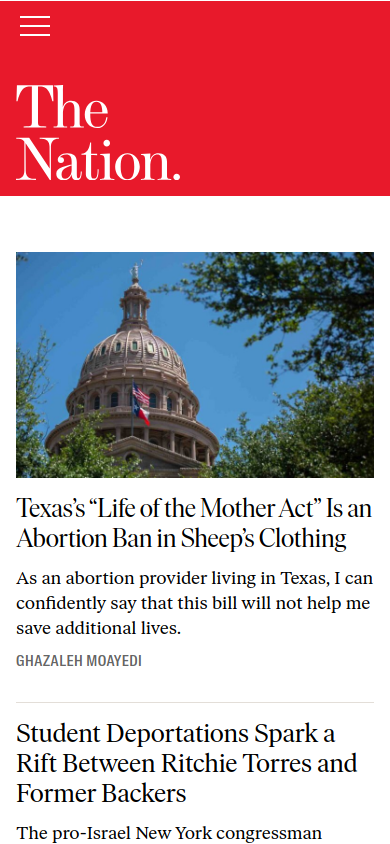 The
Nation.
Texas’s “Life of the Mother Act” Is an
Abortion Ban in Sheep’s Clothing
As an abortion provider living in Texas, I can
confidently say that this bill will not help me
save additional lives.
GHAZALEH MOAYEDI
Student Deportations Spark a
Rift Between Ritchie Torres and
Former Backers
The pro-Israel New York congressman